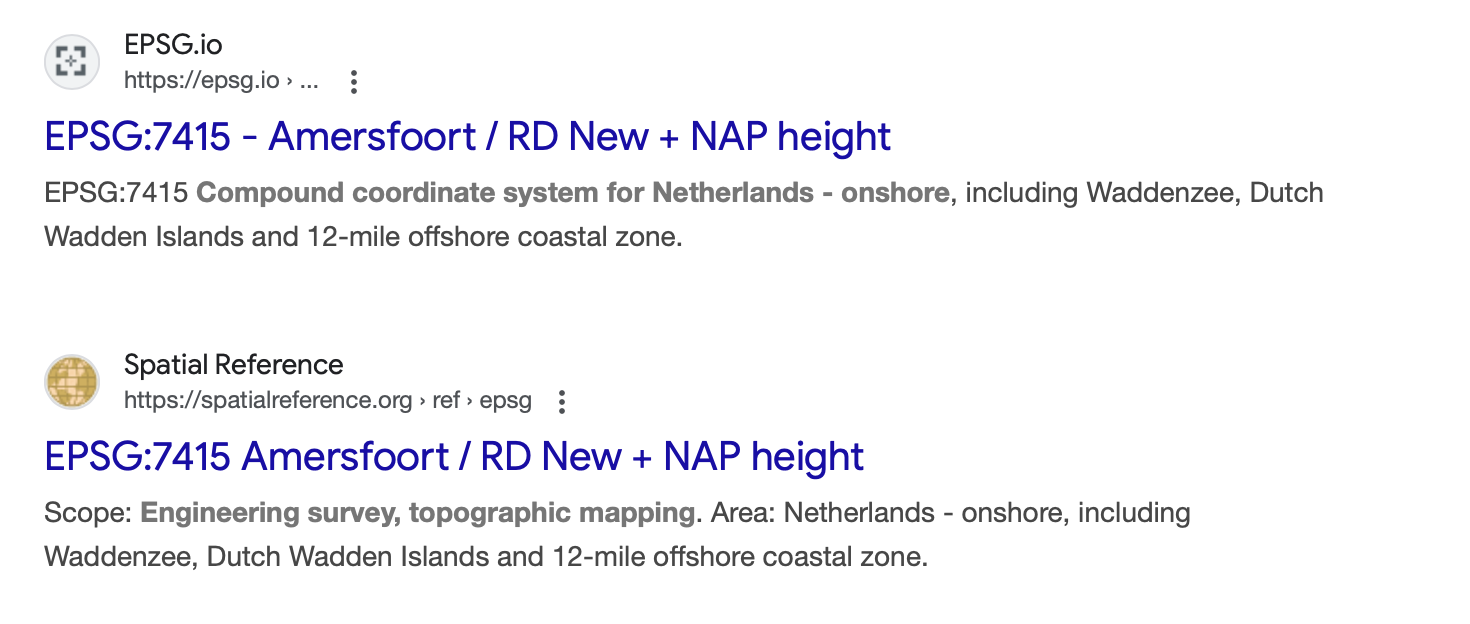 EPSG.io
https://epsg.io › ...
EPSG:7415 - Amersfoort / RD New + NAP height
EPSG:7415 Compound coordinate system for Netherlands - onshore, including Waddenzee, Dutch
Wadden Islands and 12-mile offshore coastal zone.
Spatial Reference
https://spatialreference.org › ref › epsg
EPSG:7415 Amersfoort / RD New + NAP height
Scope: Engineering survey, topographic mapping. Area: Netherlands - onshore, including
Waddenzee, Dutch Wadden Islands and 12-mile offshore coastal zone.